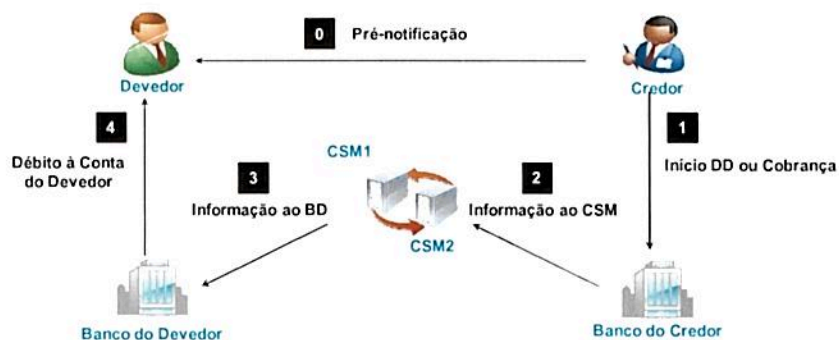 0 Pré-notificação
Devedor
Credor
4
1
Débito à Conta
do Devedor
Início DD ou Cobrança
CSM1
3
2
Informação ao BD
Informação ao CSM
CSM2
Banco do Devedor
Banco do Credor